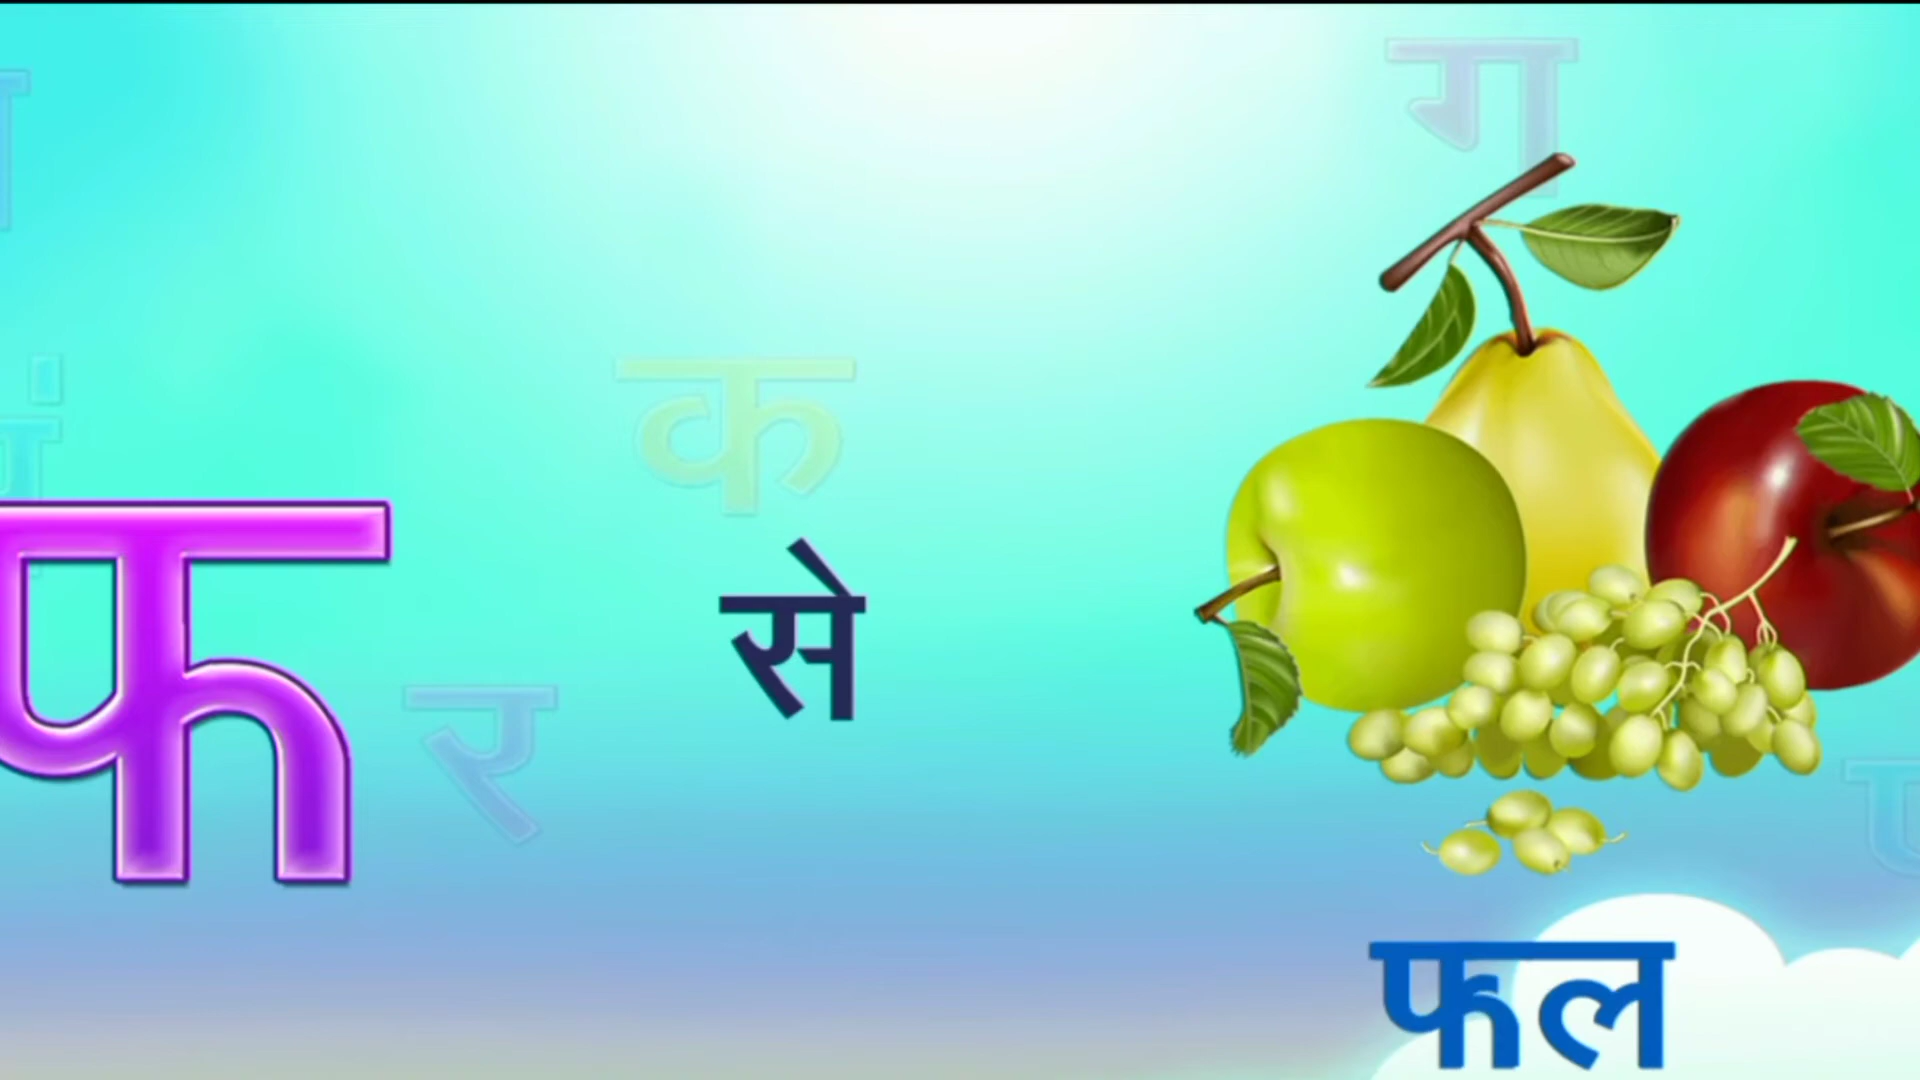 ग
क
फ से
र
फल